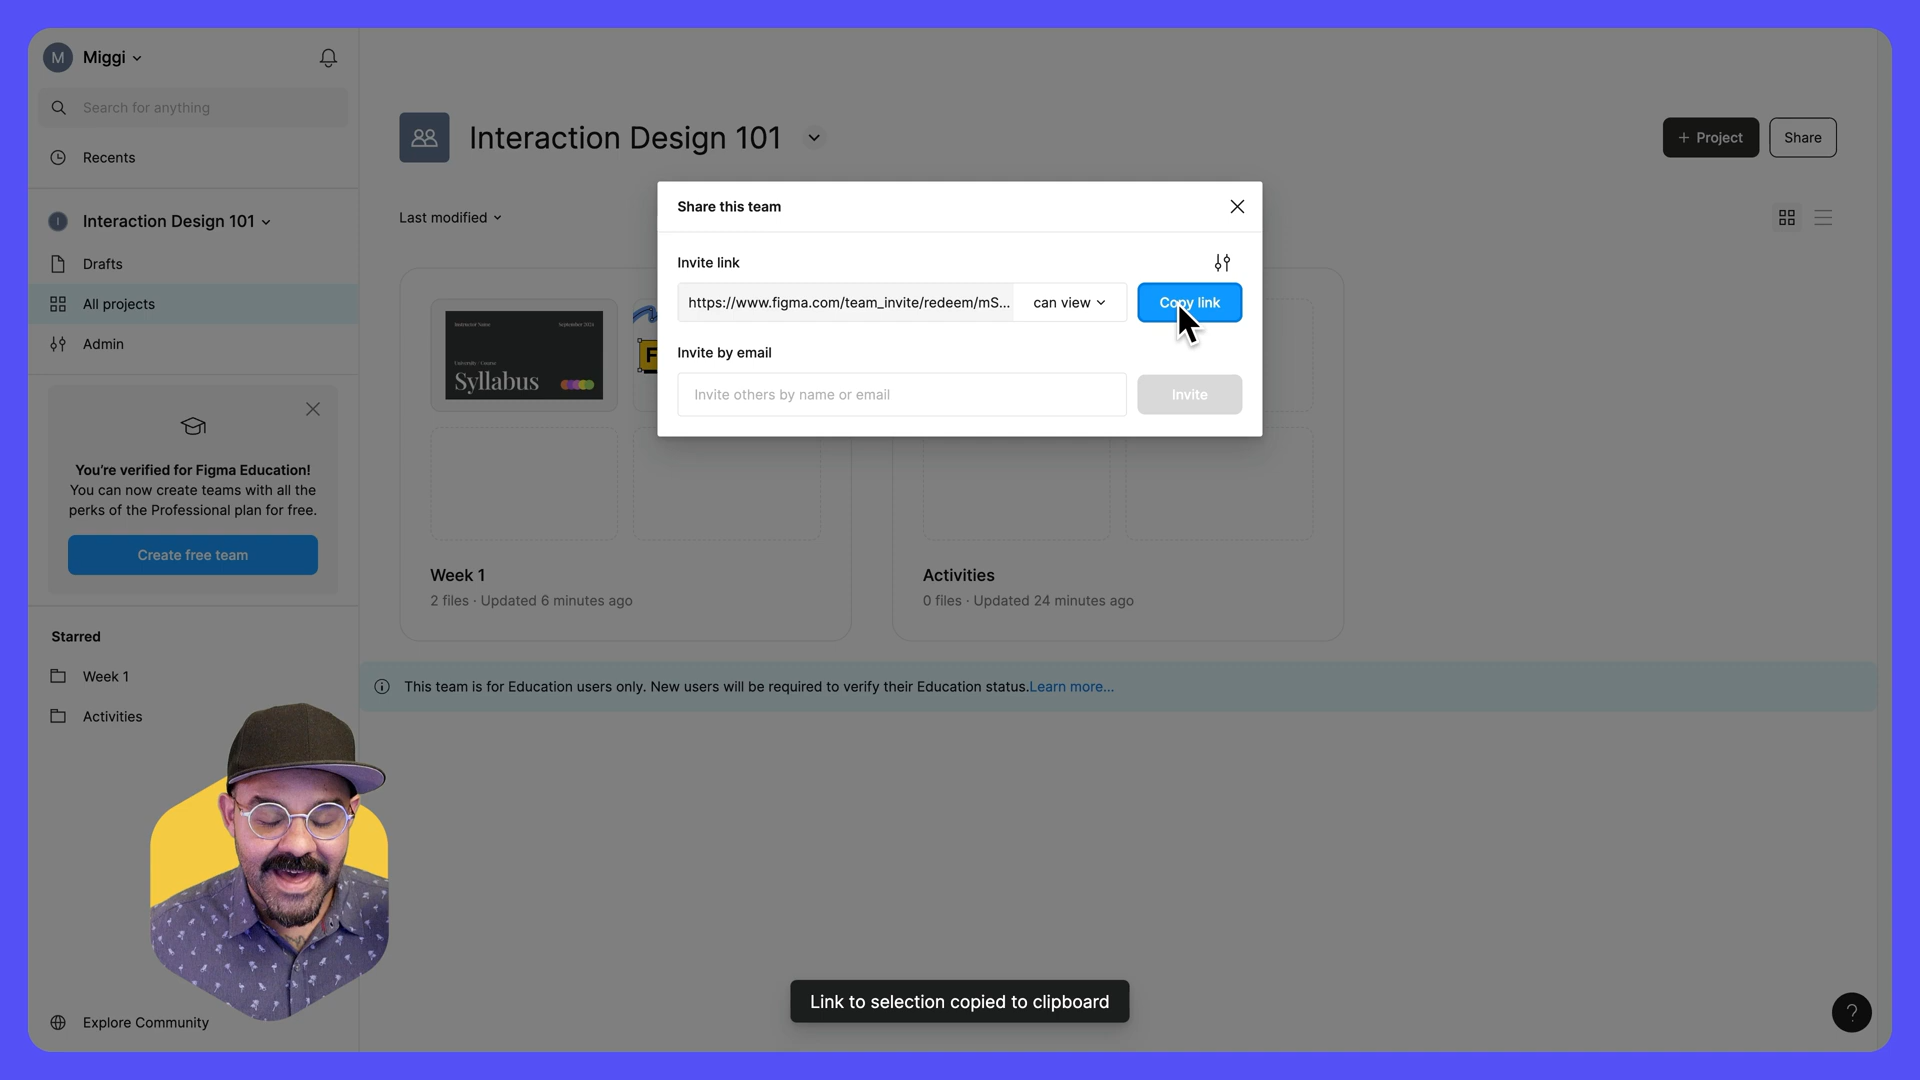 M Miggi
Search for anything
Recents
Interaction Design 101
Drafts
All projects
Admin
You're verified for Figma Education!
You can now create teams with all the
perks of the Professional plan for free.
Create free team
Starred
Week 1
Activities
Explore Community
Interaction Design 101
+ Project
Share
Last modified
Share this team
Invite link
https://www.figma.com/team_invite/redeem/mS...
can view
Copy link
Invite by email
Invite others by name or email
Invite
Instructor Name
September 2024
University / Course
Syllabus
F
Week 1
2 files · Updated 6 minutes ago
Activities
0 files · Updated 24 minutes ago
This team is for Education users only. New users will be required to verify their Education status.Learn more...
Link to selection copied to clipboard
?